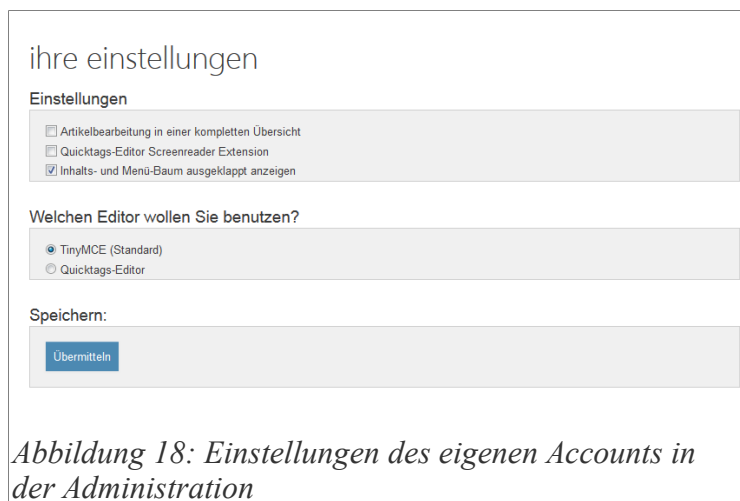 ihre einstellungen
Einstellungen
Artikelbearbeitung in einer kompletten Übersicht
Quicktags-Editor Screenreader Extension
Inhalts- und Menü-Baum ausgeklappt anzeigen
Welchen Editor wollen Sie benutzen?
TinyMCE (Standard)
Quicktags-Editor
Speichern:
Übermitteln
Abbildung 18: Einstellungen des eigenen Accounts in
der Administration